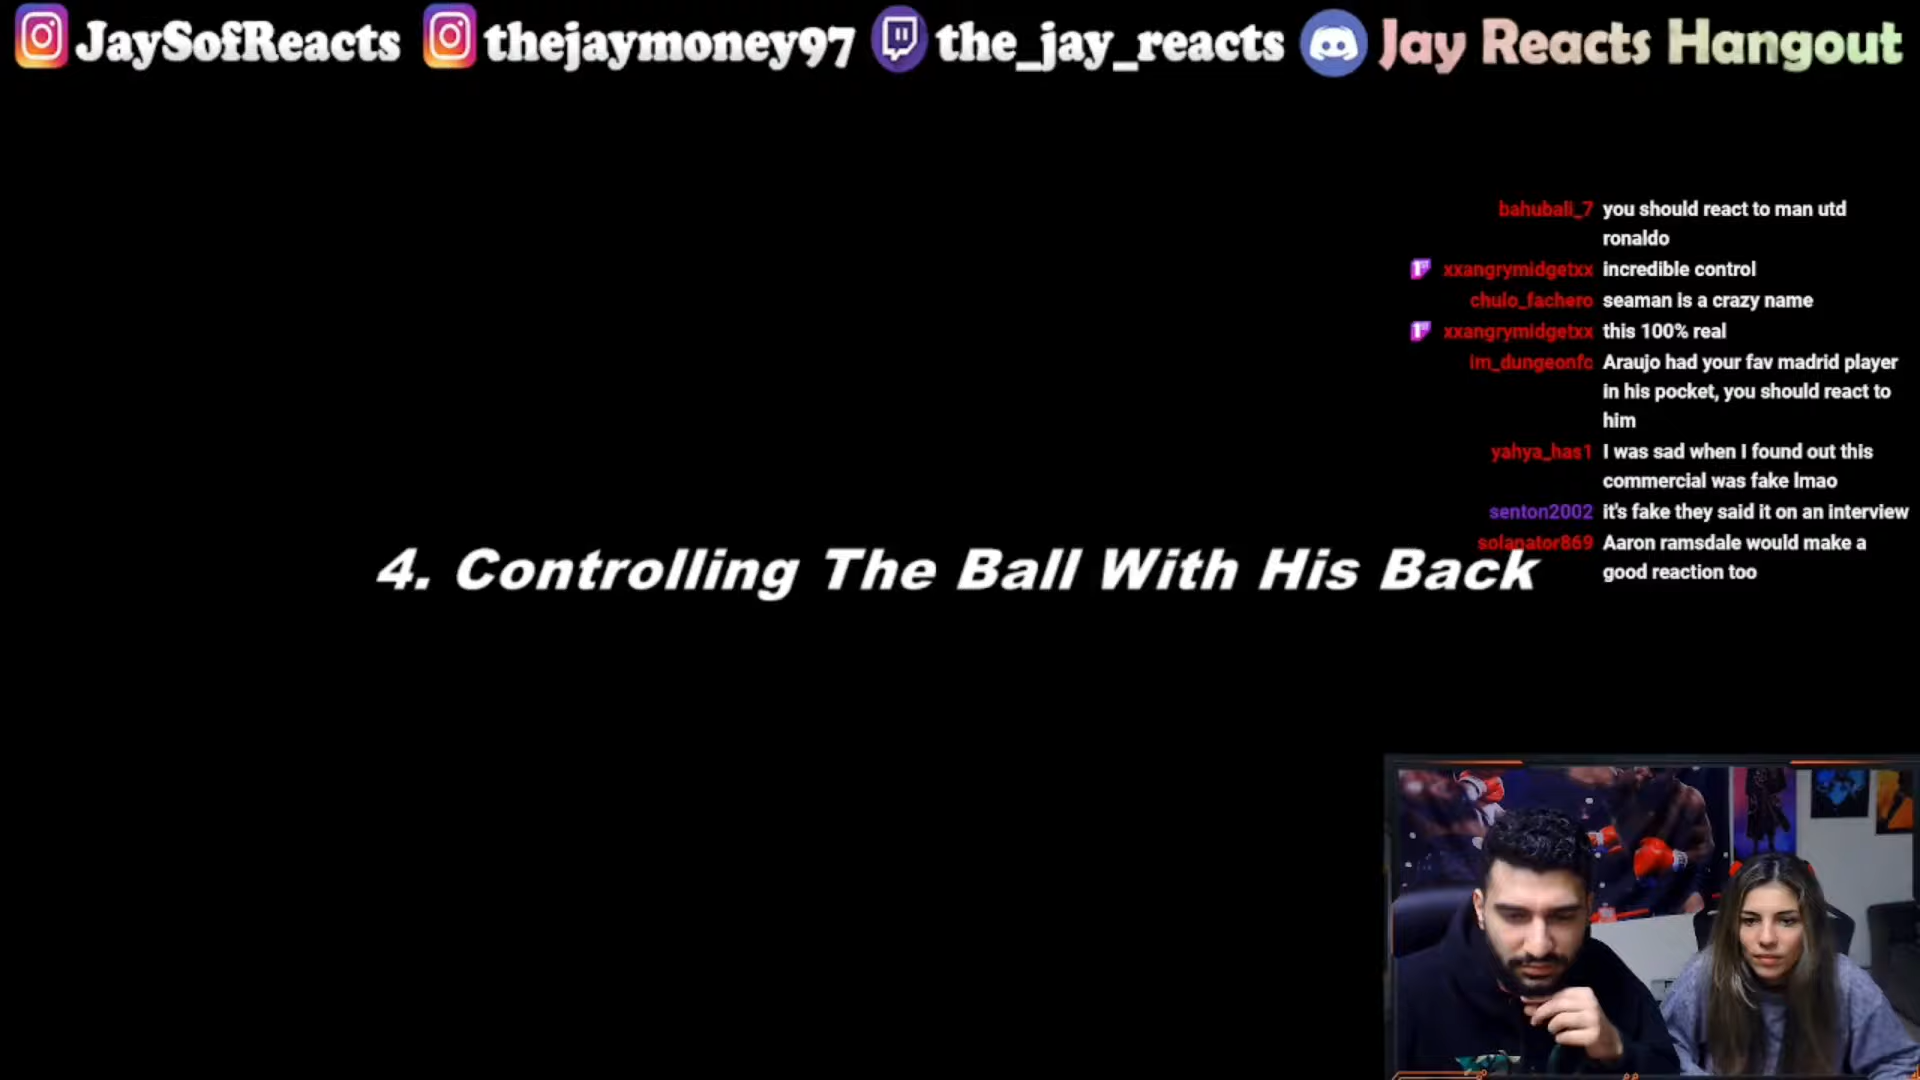 JaySofReacts thejaymoney97 the_jay_reacts Jay Reacts Hangout
bahubali_7 you should react to man utd
ronaldo
xxangrymidgetxx incredible control
chulo_fachero seaman is a crazy name
xxangrymidgetxx this 100% real
im_dungeonfc Araujo had your fav madrid player
in his pocket, you should react to
him
yahya_has1 I was sad when I found out this
commercial was fake lmao
senton2002 it's fake they said it on an interview
solanator869 Aaron ramsdale would make a
good reaction too
4. Controlling The Ball With His Back